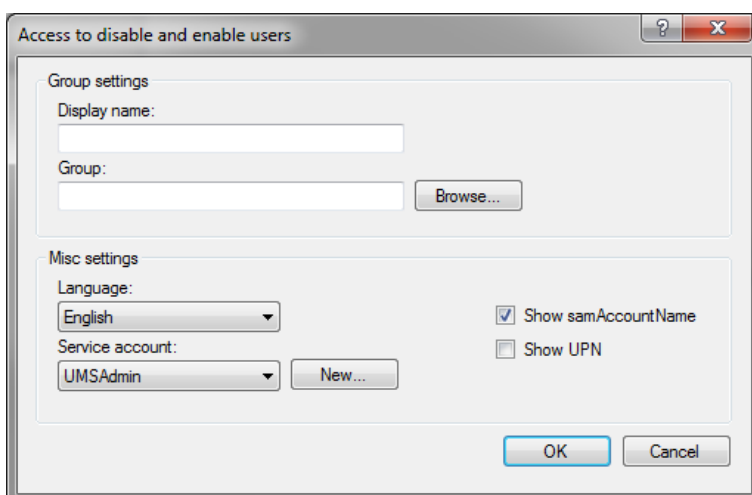 Access to disable and enable users
?
X
Group settings
Display name:
Group:
Browse...
Misc settings
Language:
English
Show samAccountName
Service account:
Show UPN
UMSAdmin
New...
OK
Cancel